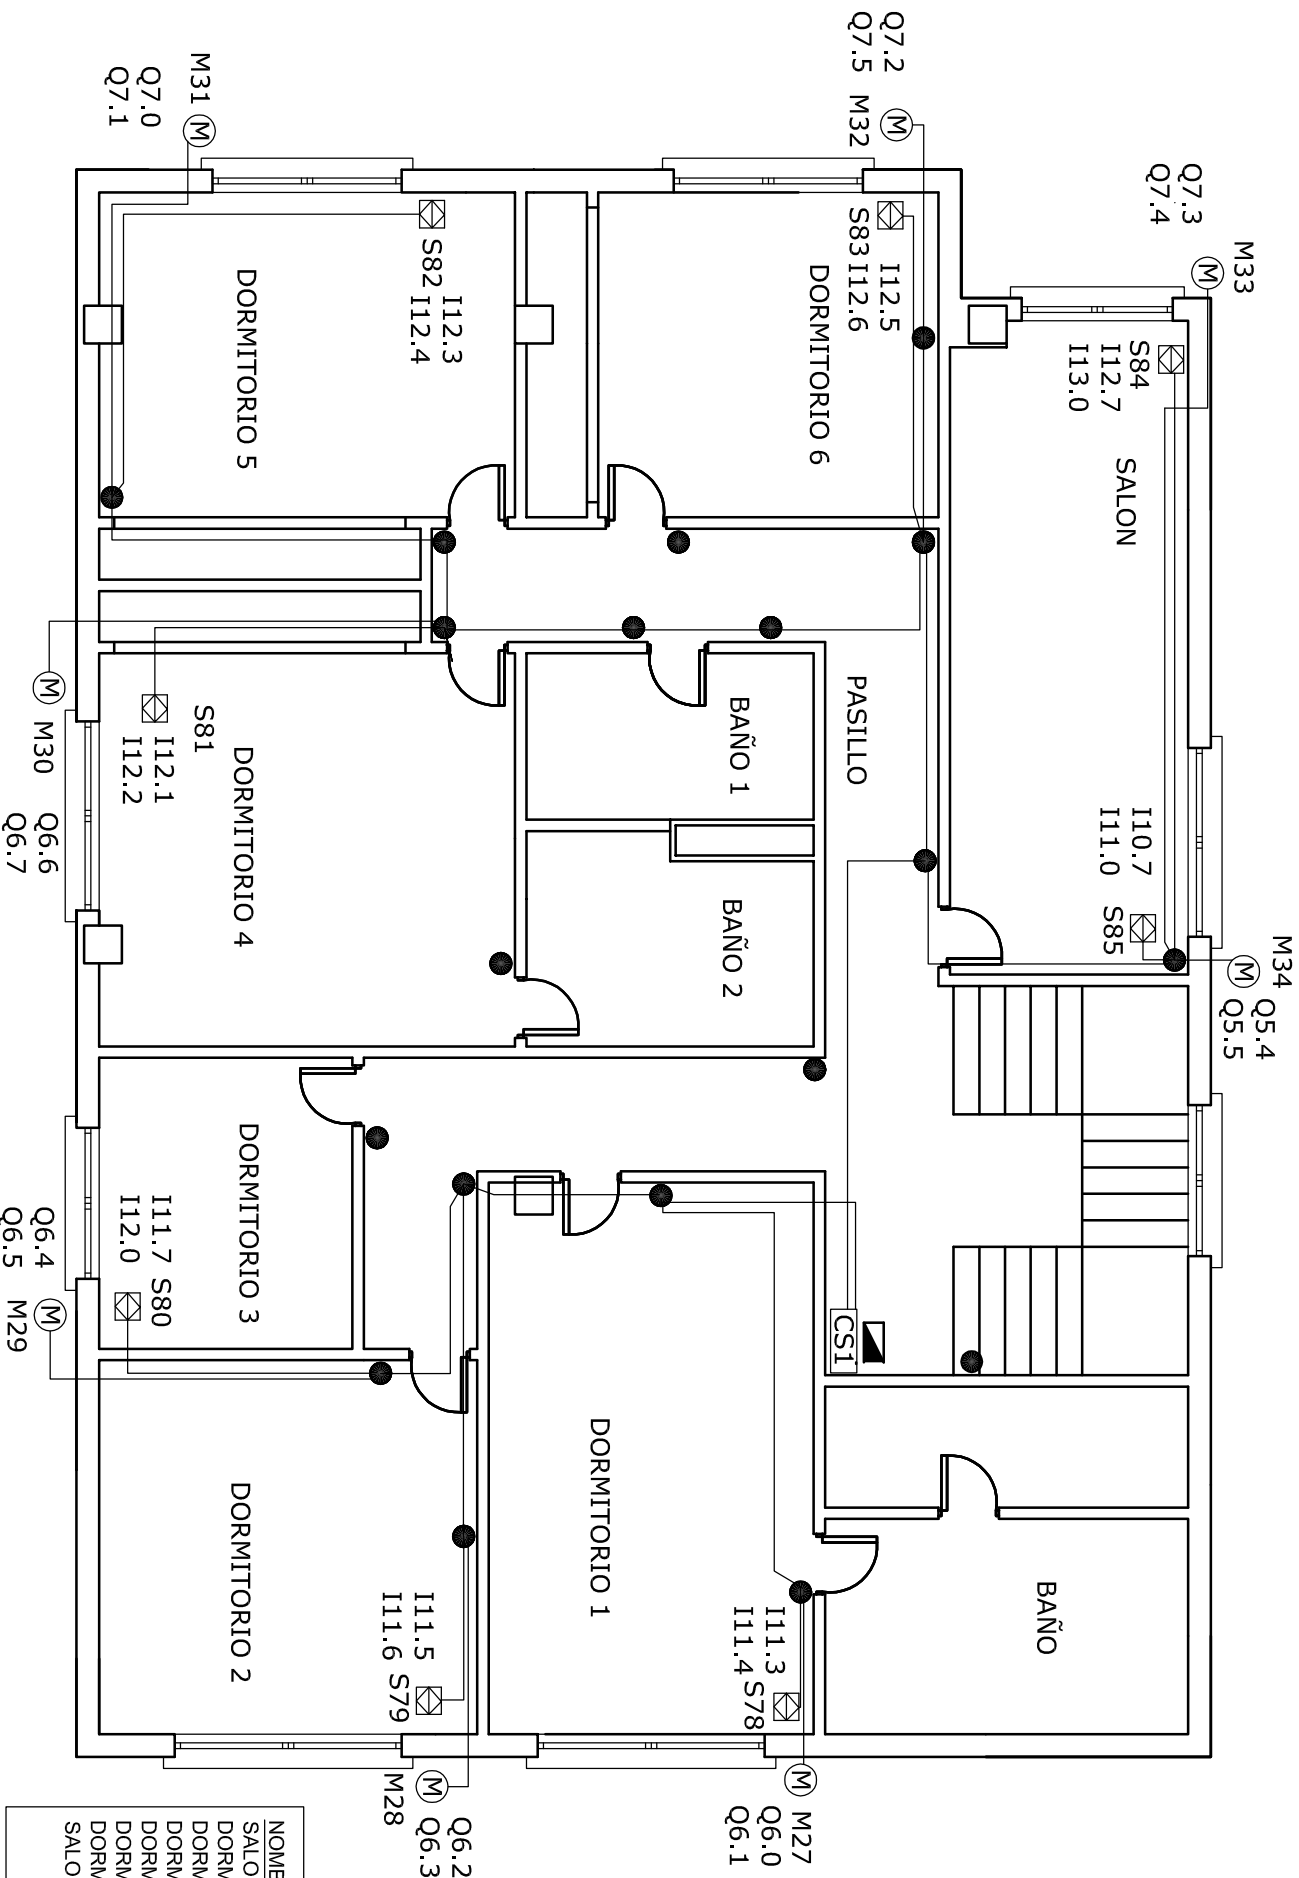 Q7.3
Q7.4
M33
S84
I12.7
I13.0
SALON
I10.7
I11.0
S85
M34
Q5.4
Q5.5
M
M
Q7.2
Q7.5
M32
M
I12.5
S83 I12.6
DORMITORIO 6
PASILLO
BAÑO 1
BAÑO 2
CS1
BAÑO
M31
M
Q7.0
Q7.1
S82
I12.3
I12.4
DORMITORIO 5
DORMITORIO 4
S81
I12.1
I12.2
M
M30
Q6.6
Q6.7
DORMITORIO 3
I11.7 S80
I12.0
Q6.4
Q6.5
M
M29
DORMITORIO 1
I11.3
I11.4 S78
M
M27
Q6.0
Q6.1
DORMITORIO 2
I11.5
I11.6 S79
M28
M
Q6.2
Q6.3
SALO
SALO